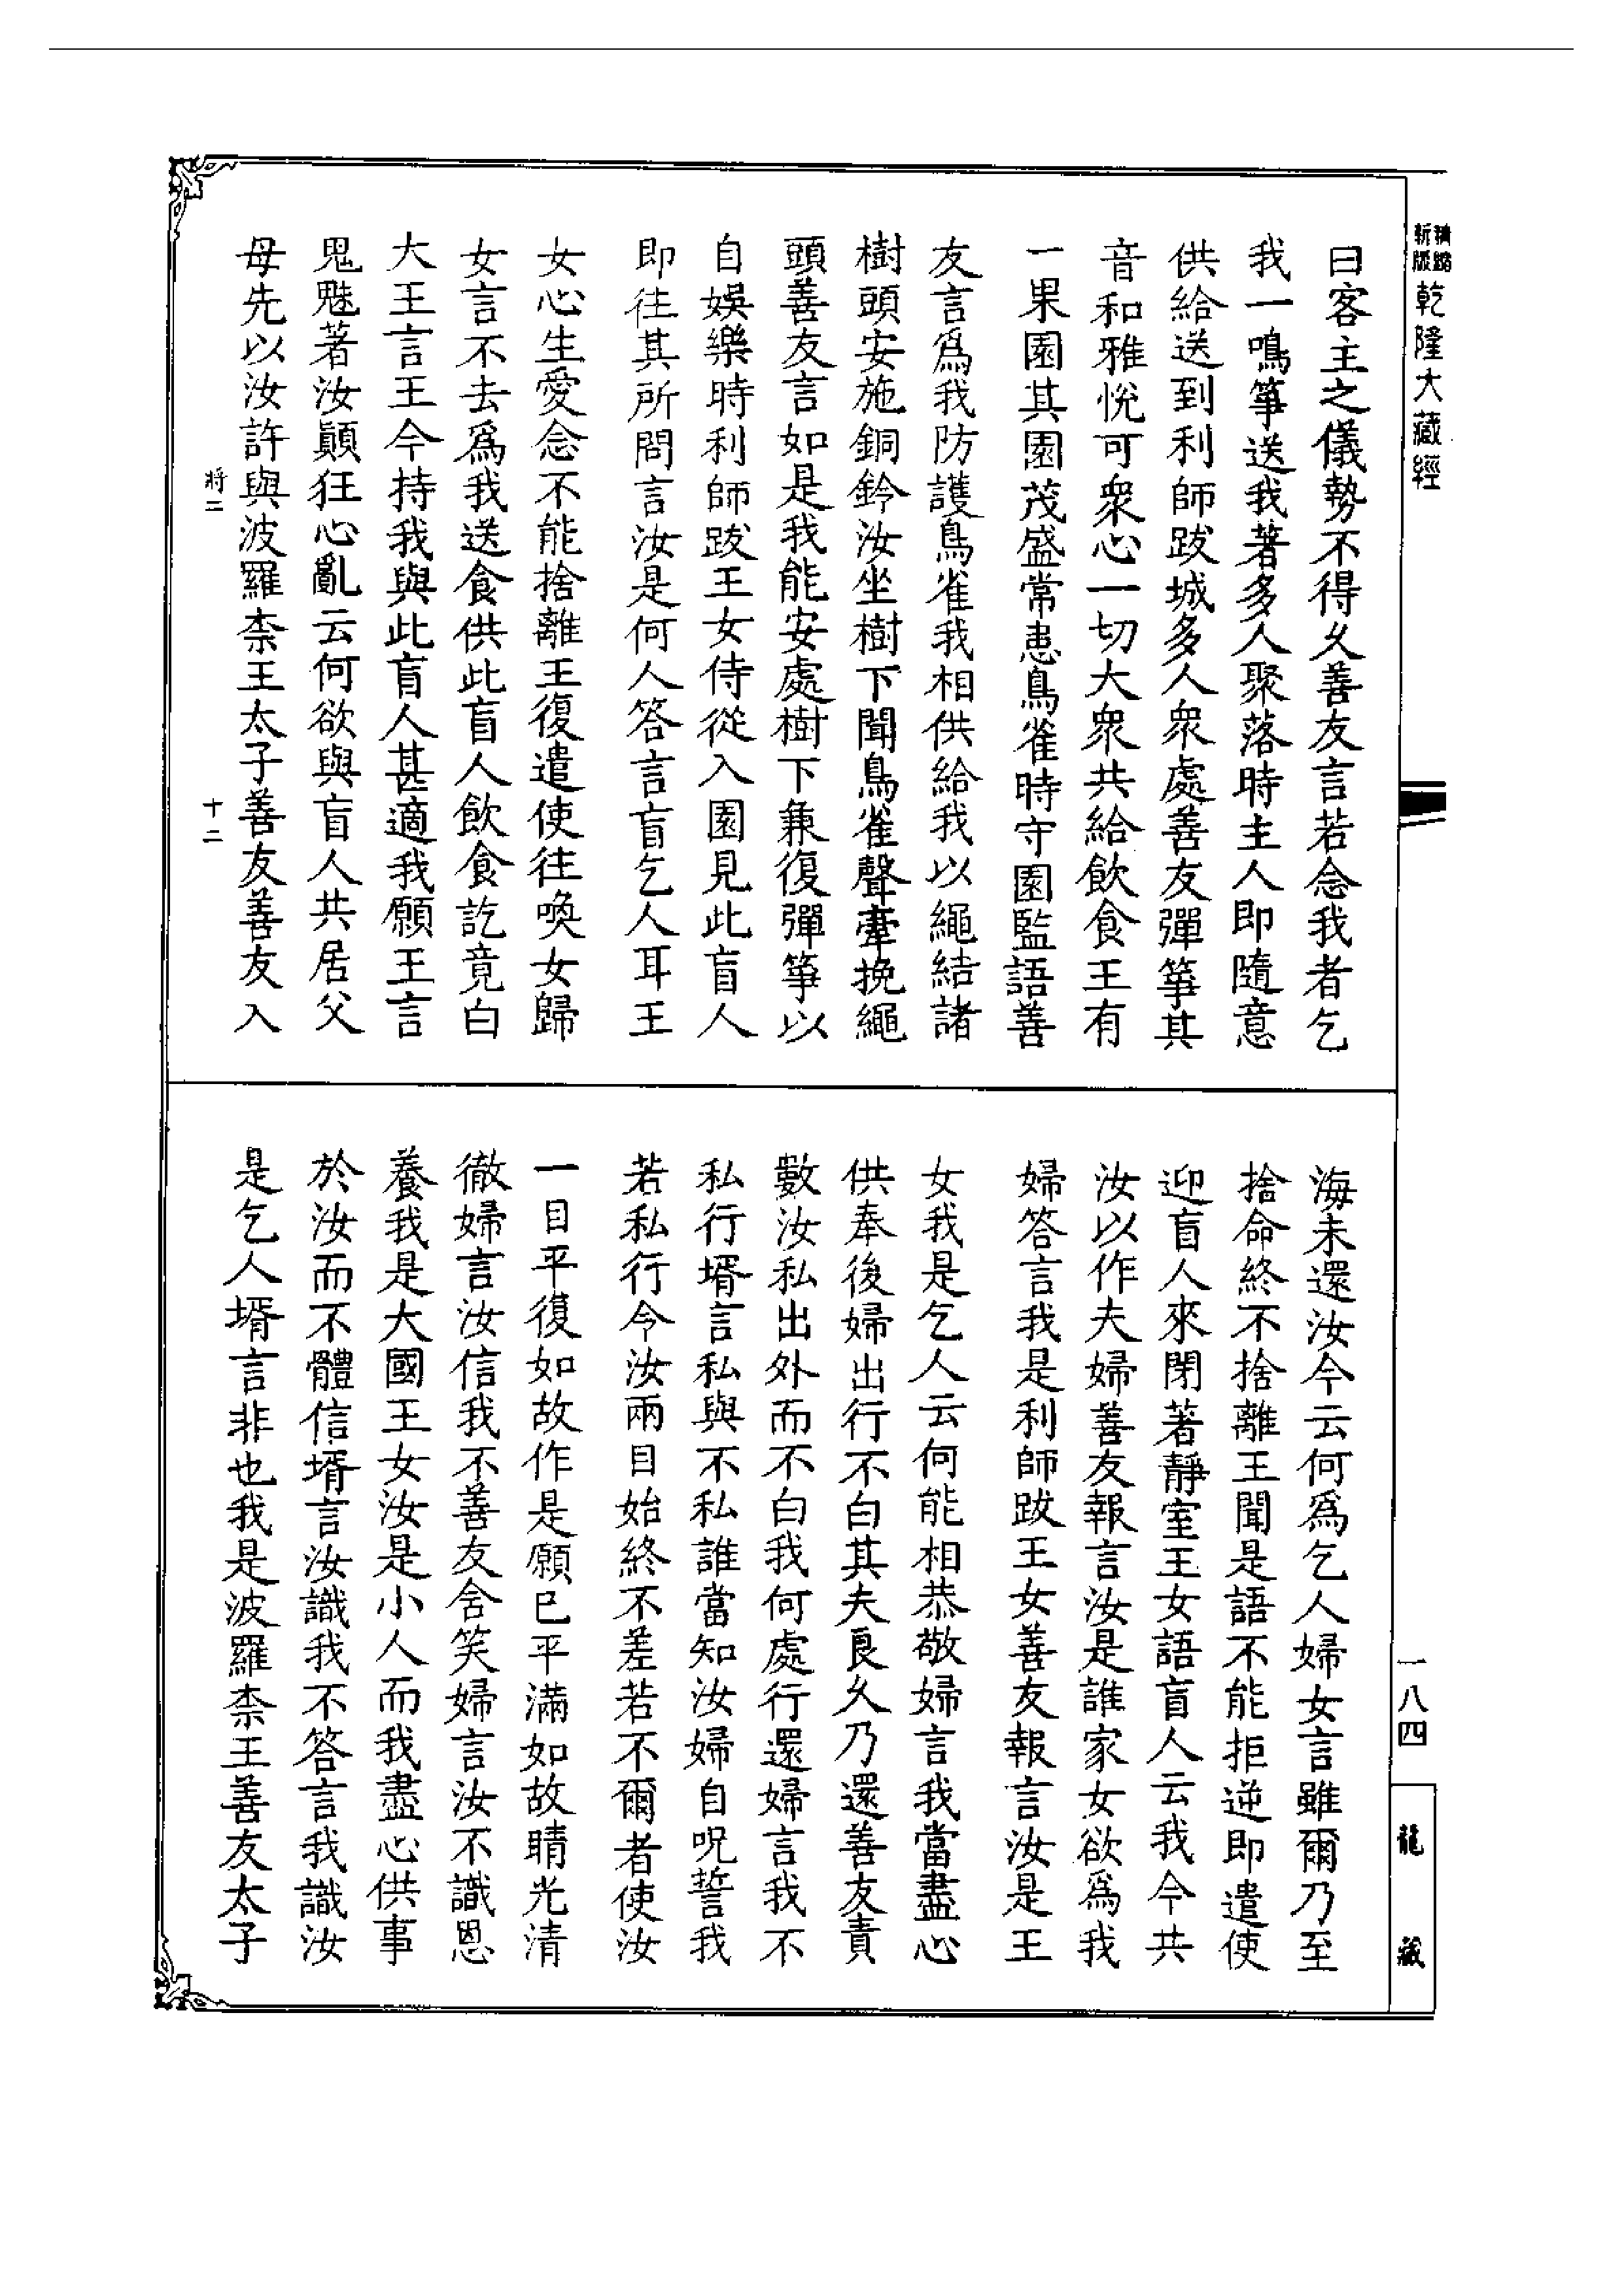 新版
精縮
乾隆大藏經
曰客主之儀勢不得久善友言若念我者乞
我一鳴箏送我著多人聚落時主人即隨意
供給送到利師跋城多人衆處善友彈箏其
音和雅悅可衆心一切大衆共給飲食王有
一果園其園茂盛常患鳥雀時守園監語善
友言爲我防護鳥雀我相供給我以繩結諸
樹頭安施銅鈴汝坐樹下聞鳥雀聲牽挽繩
頭善友言如是我能安處樹下兼復彈箏以
自娛樂時利師跋王女侍從入園見此盲人
即往其所問言汝是何人答言盲乞人耳王
女心生愛念不能捨離王復遣使往喚女歸
女言不去爲我送食供此盲人飲食訖竟白
大王言王今持我與此盲人甚適我願王言
鬼魅著汝顚狂心亂云何欲與盲人共居父
母先以汝許與波羅柰王太子善友善友入
將二
十二
海未還汝今云何爲乞人婦女言雖爾乃至
捨命終不捨離王聞是語不能拒逆即遣使
迎盲人來閉著靜室王女語盲人云我今共
汝以作夫婦善友報言汝是誰家女欲爲我
婦答言我是利師跋王女善友報言汝是王
女我是乞人云何能相恭敬婦言我當盡心
供奉後婦出行不白其夫良久乃還善友責
數汝私出外而不白我何處行還婦言我不
私行壻言私與不私誰當知汝婦自呪誓我
若私行令汝兩目始終不差若不爾者使汝
一目平復如故作是願已平滿如故睛光清
徹婦言汝信我不善友含笑婦言汝不識恩
養我是大國王女汝是小人而我盡心供事
於汝而不體信壻言汝識我不答言我識汝
是乞人壻言非也我是波羅柰王善友太子
一八四
龍藏